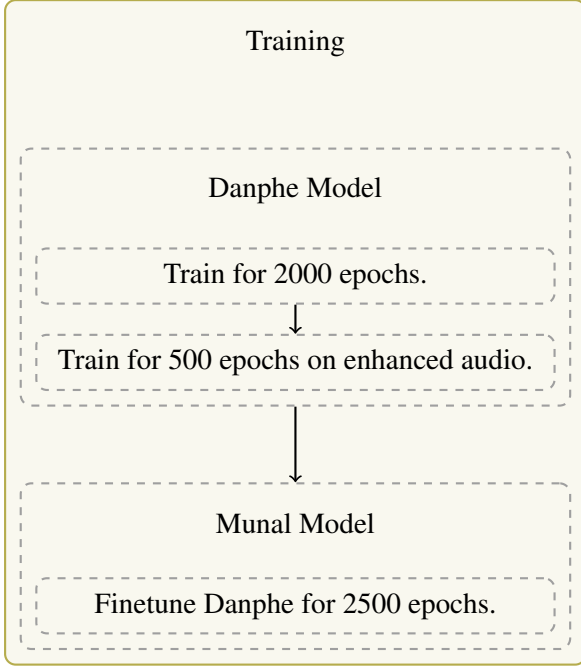 Training
Danphe Model
Train for 2000 epochs.
Train for 500 epochs on enhanced audio.
Munal Model
Finetune Danphe for 2500 epochs.